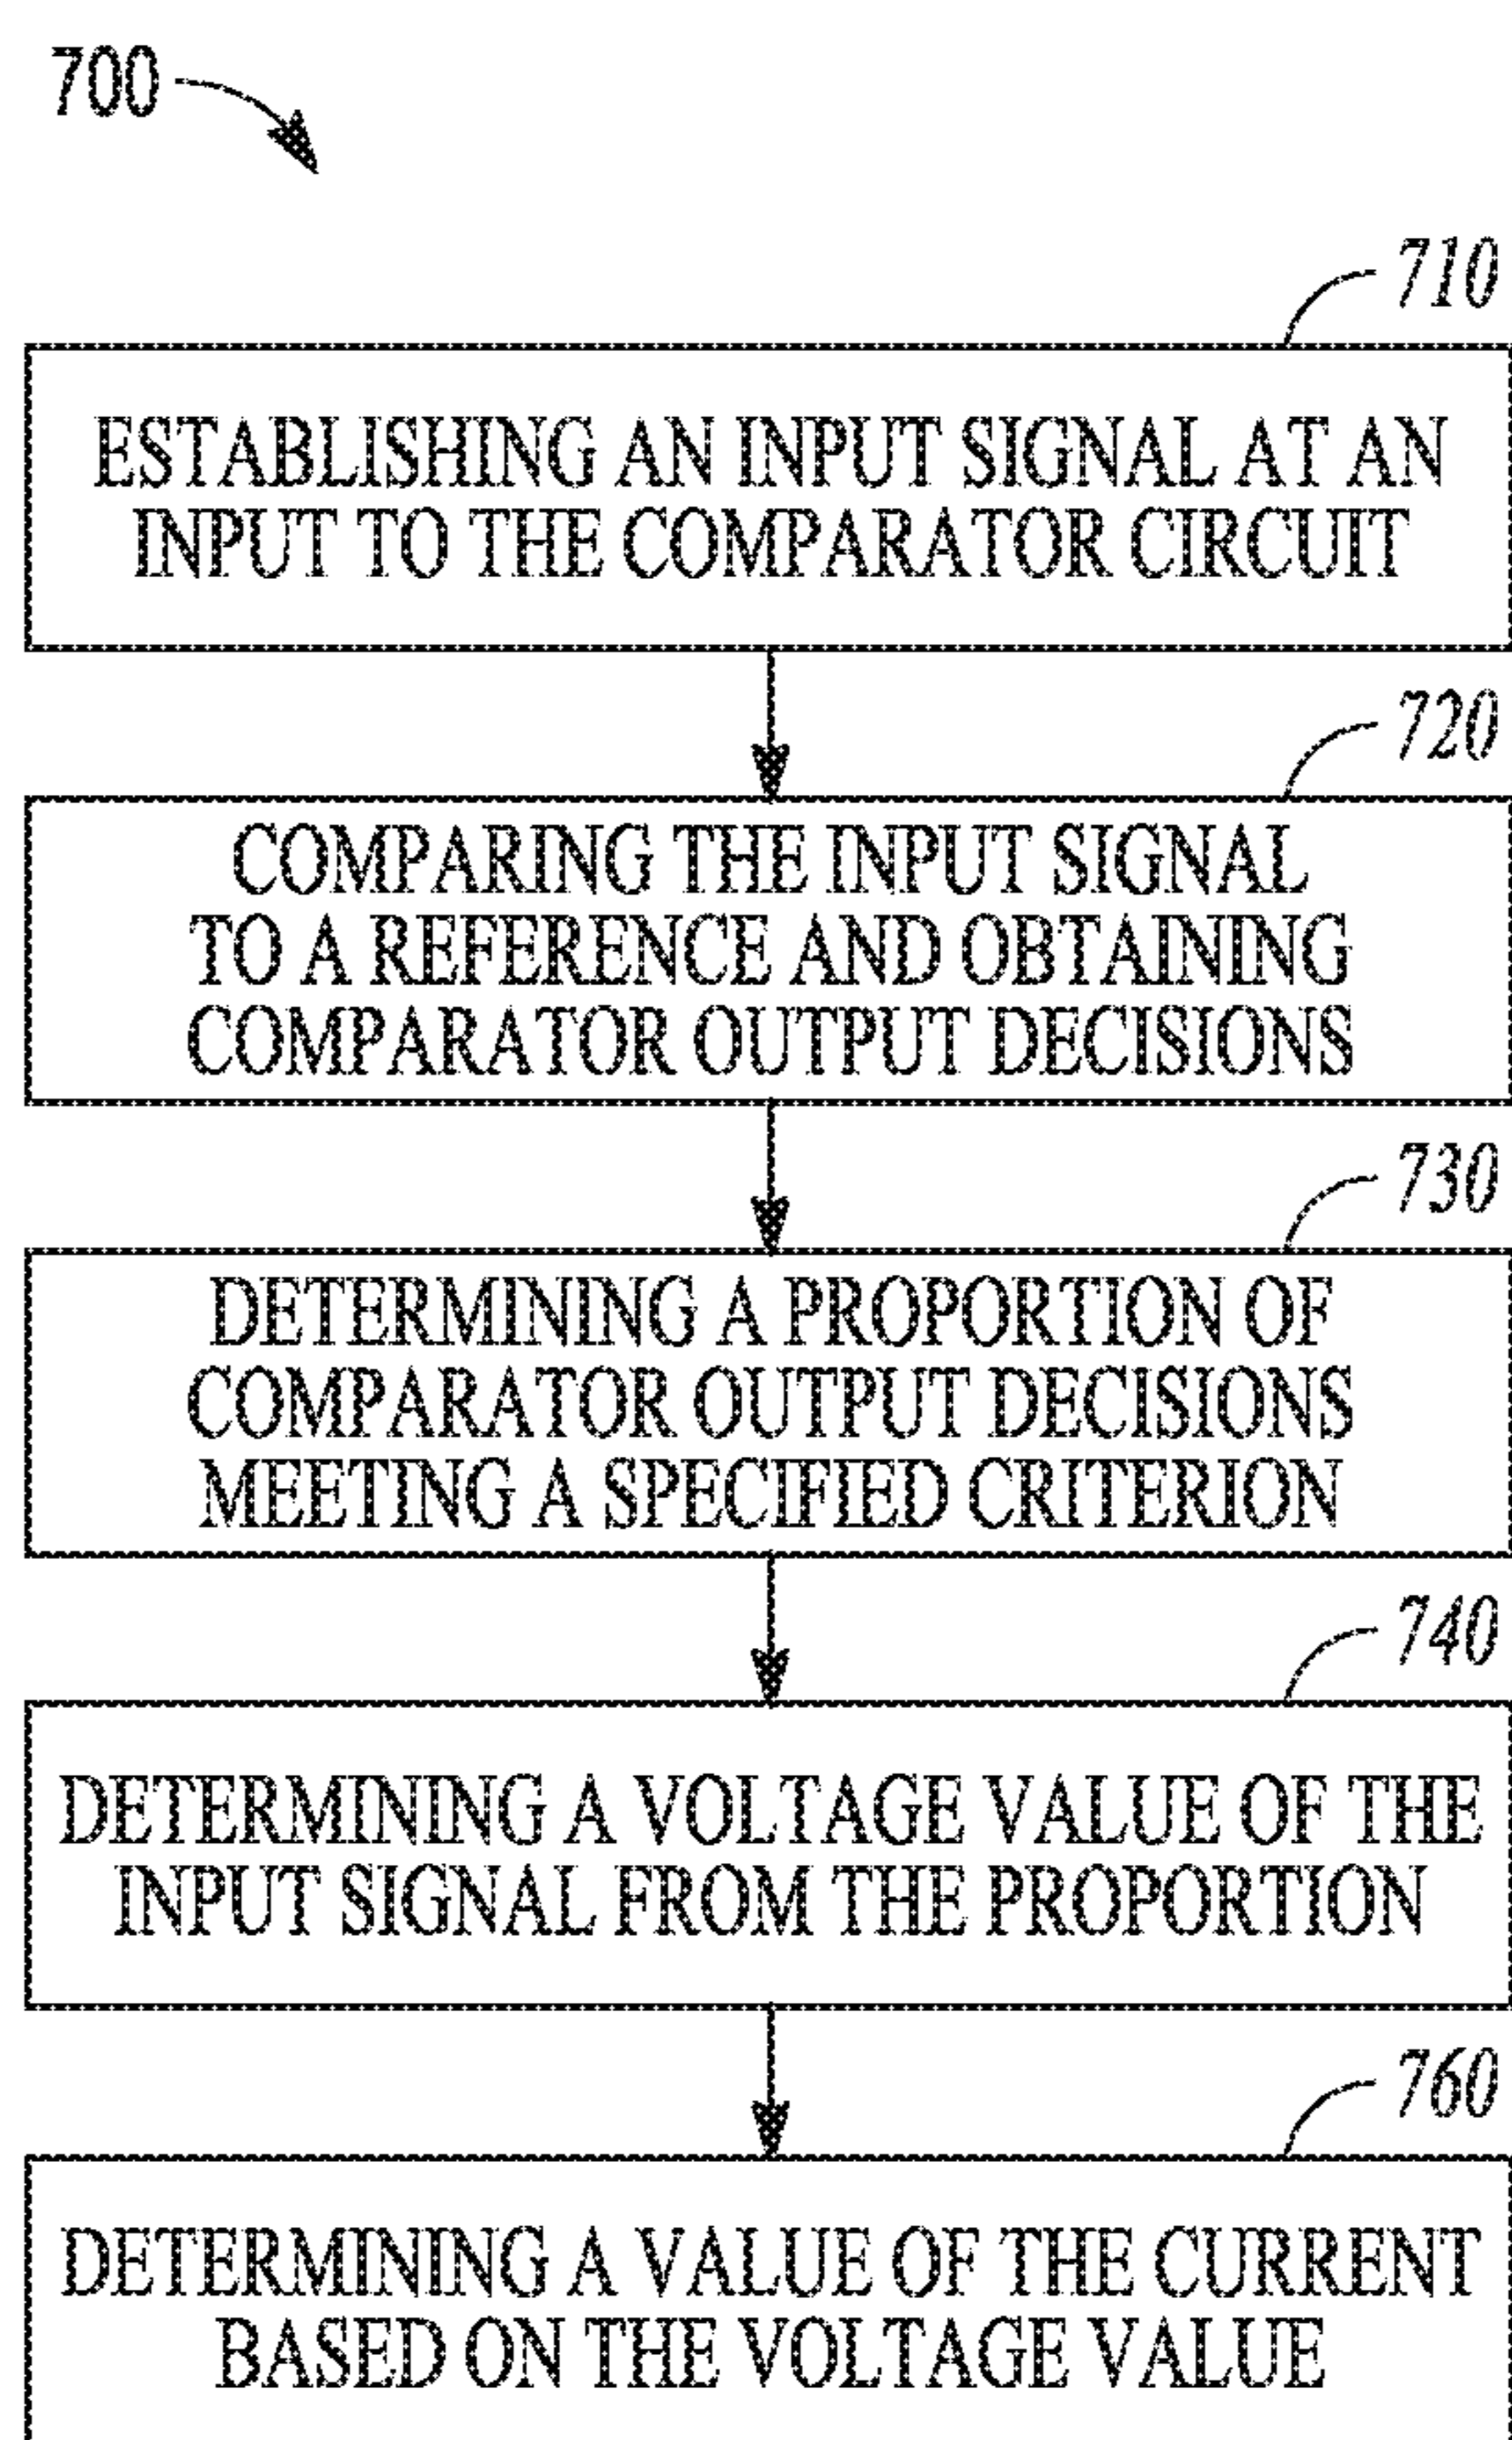 700
710
ESTABLISHING AN INPUT SIGNAL AT AN
INPUT TO THE COMPARATOR CIRCUIT
720
COMPARING THE INPUT SIGNAL
TO A REFERENCE AND OBTAINING
COMPARATOR OUTPUT DECISIONS
730
DETERMINING A PROPORTION OF
COMPARATOR OUTPUT DECISIONS
MEETING A SPECIFIED CRITERION
740
DETERMINING A VOLTAGE VALUE OF THE
INPUT SIGNAL FROM THE PROPORTION
760
DETERMINING A VALUE OF THE CURRENT
BASED ON THE VOLTAGE VALUE